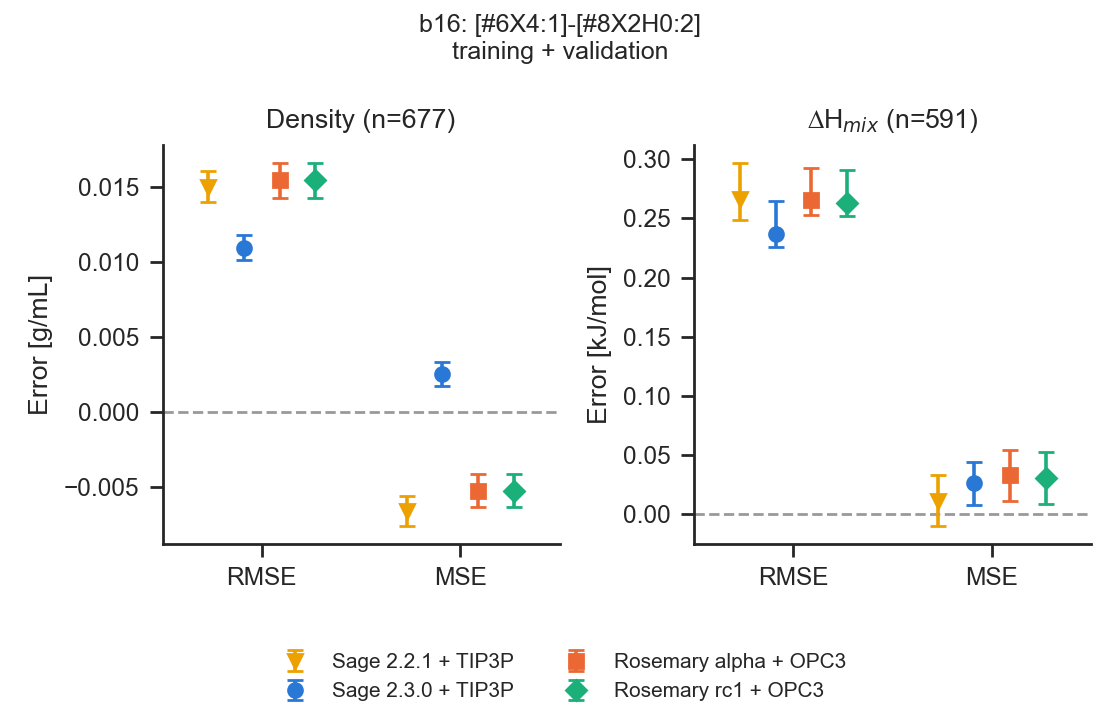 b16: [#6X4:1]-[#8X2H0:2]
training + validation
Density (n=677)
Error [g/mL]
0.015
0.010
0.005
0.000
−0.005
RMSE
MSE
ΔH_mix (n=591)
Error [kJ/mol]
0.30
0.25
0.20
0.15
0.10
0.05
0.00
RMSE
MSE
Sage 2.2.1 + TIP3P
Sage 2.3.0 + TIP3P
Rosemary alpha + OPC3
Rosemary rc1 + OPC3